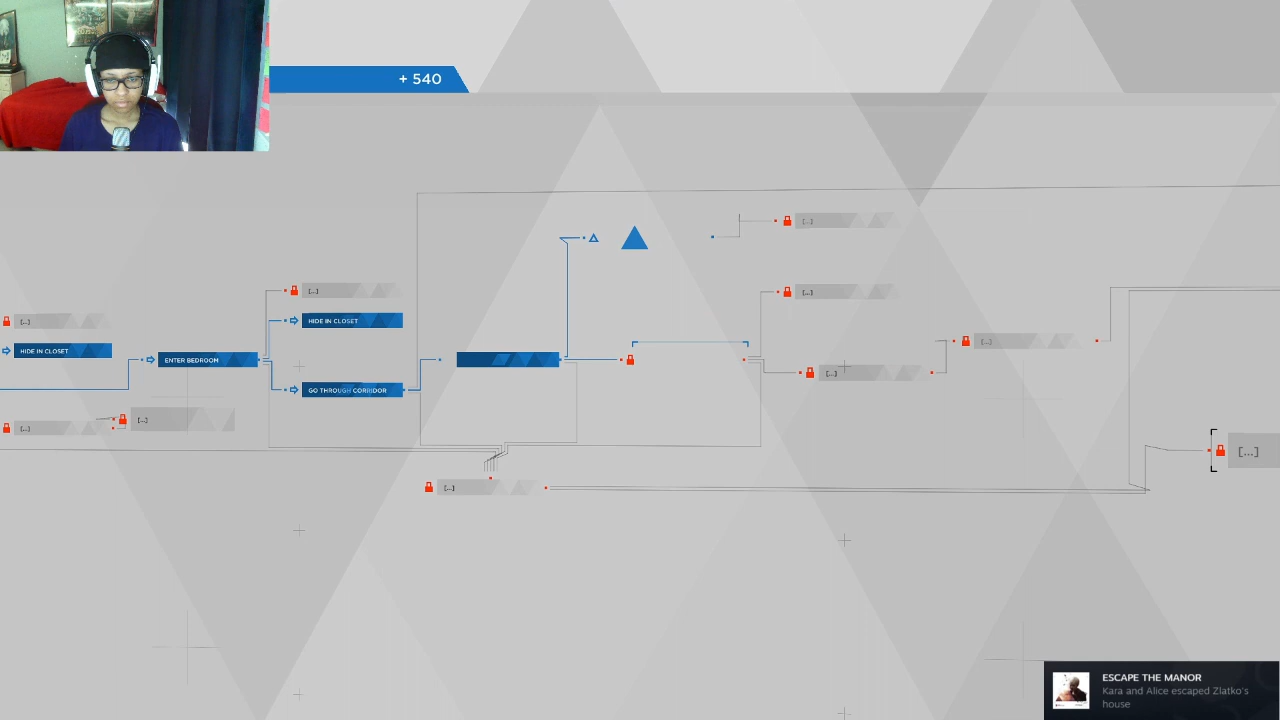 + 540
[...]
[...]
[...]
HIDE IN CLOSET
[...]
HIDE IN CLOSET
[...]
ENTER BEDROOM
[...]
[...]
GO THROUGH CORRIDOR
[...]
[...]
[...]
[...]
ESCAPE THE MANOR
Kara and Alice escaped Zlatko's
house